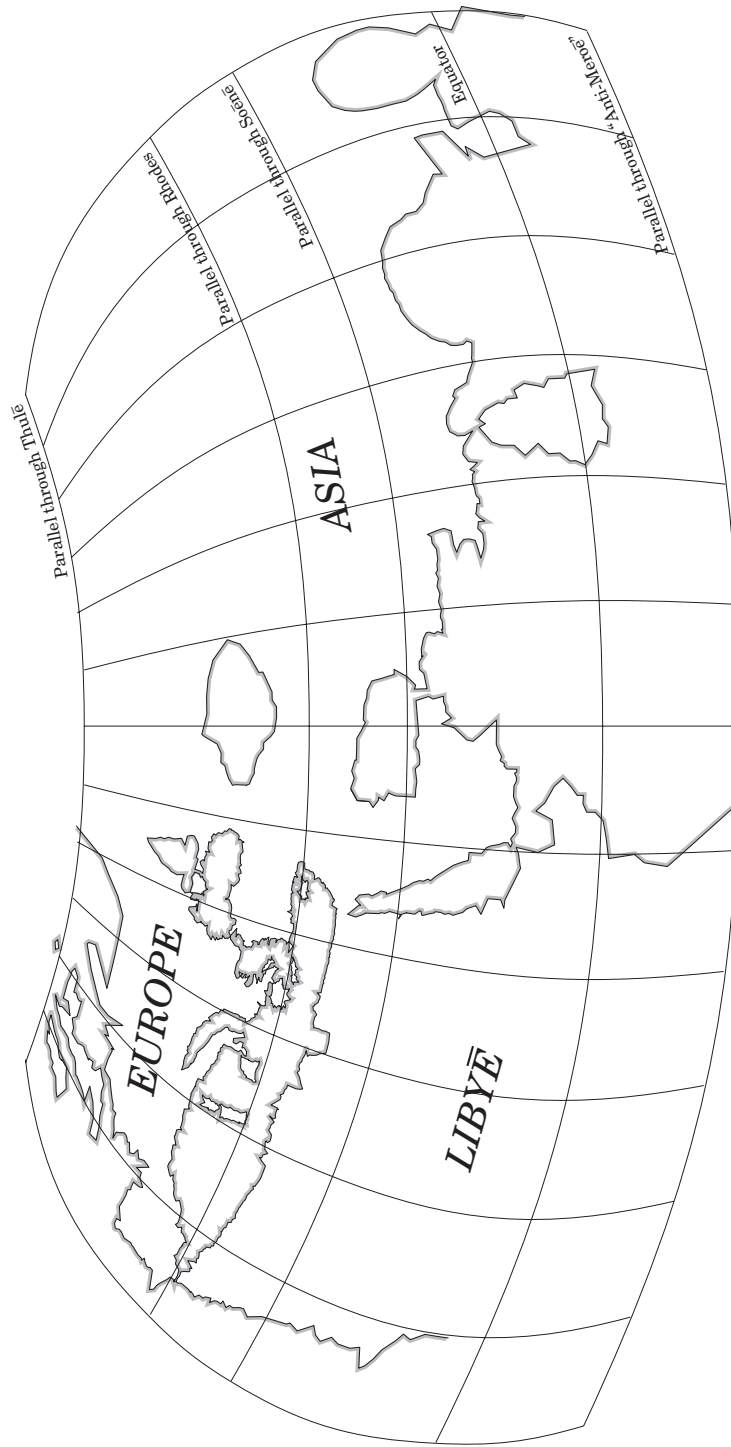 Parallel through Thulē
Parallel through Rhodes
Parallel through Soēnē
Equator
Parallel through “Anti-Meroē”
EUROPE
ASIA
LIBYĒ